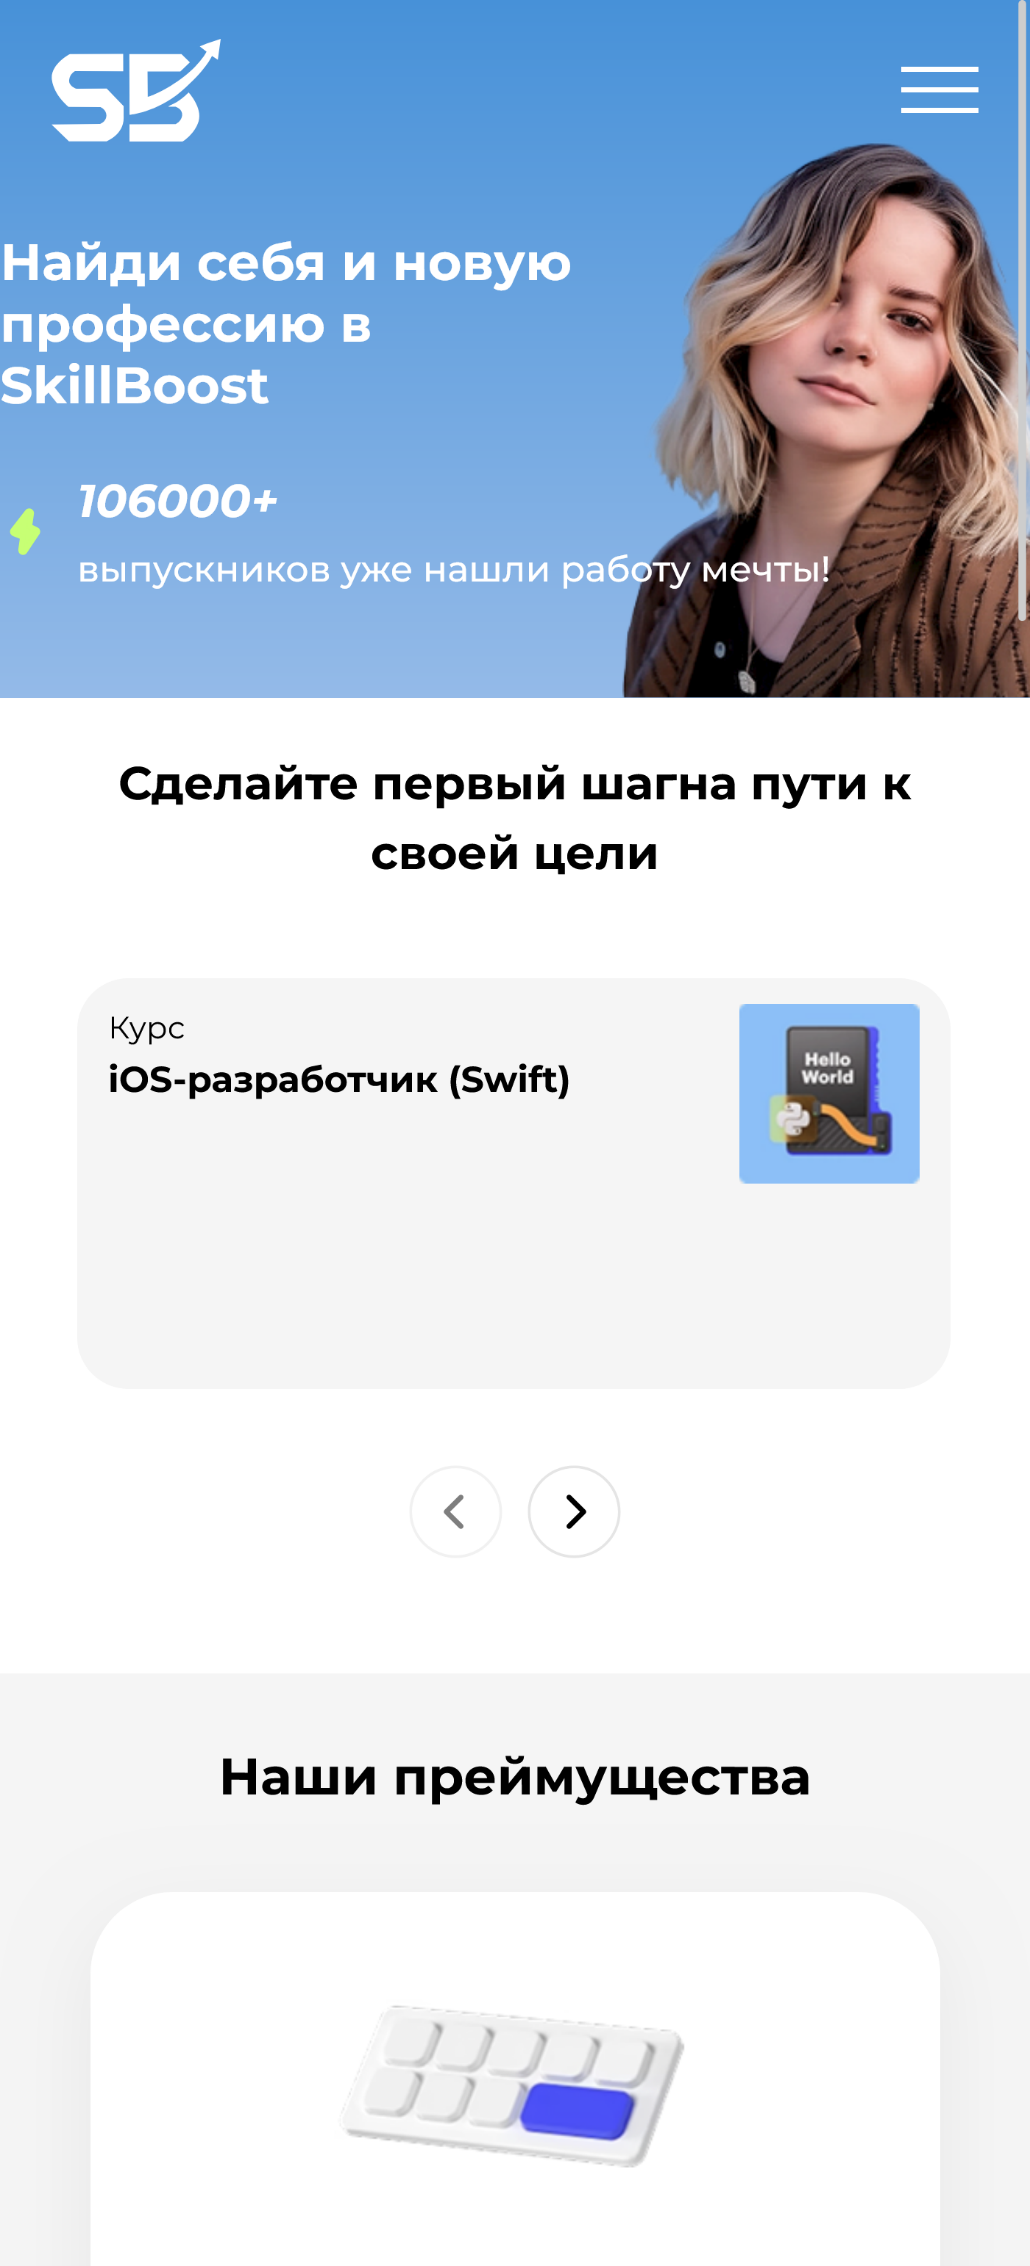 SB
Найди себя и новую
профессию в
SkillBoost
106000+
выпускников уже нашли работу мечты!
Сделайте первый шагна пути к
своей цели
Курс
iOS-разработчик (Swift)
Hello
World
Наши преимущества